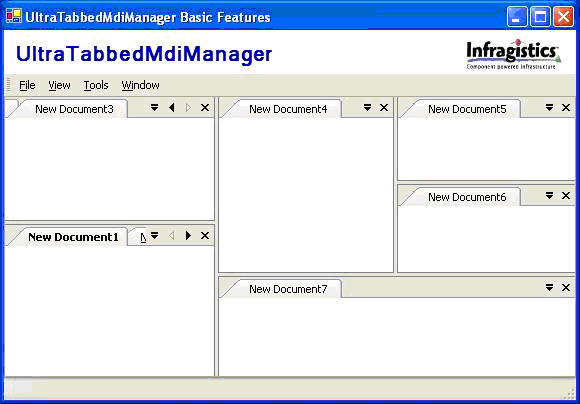 UltraTabbedMdiManager Basic Features
UltraTabbedMdiManager
Infragistics
Component powered infrastructure
File View Tools Window
New Document3
New Document4
New Document5
New Document6
New Document1 N
New Document7